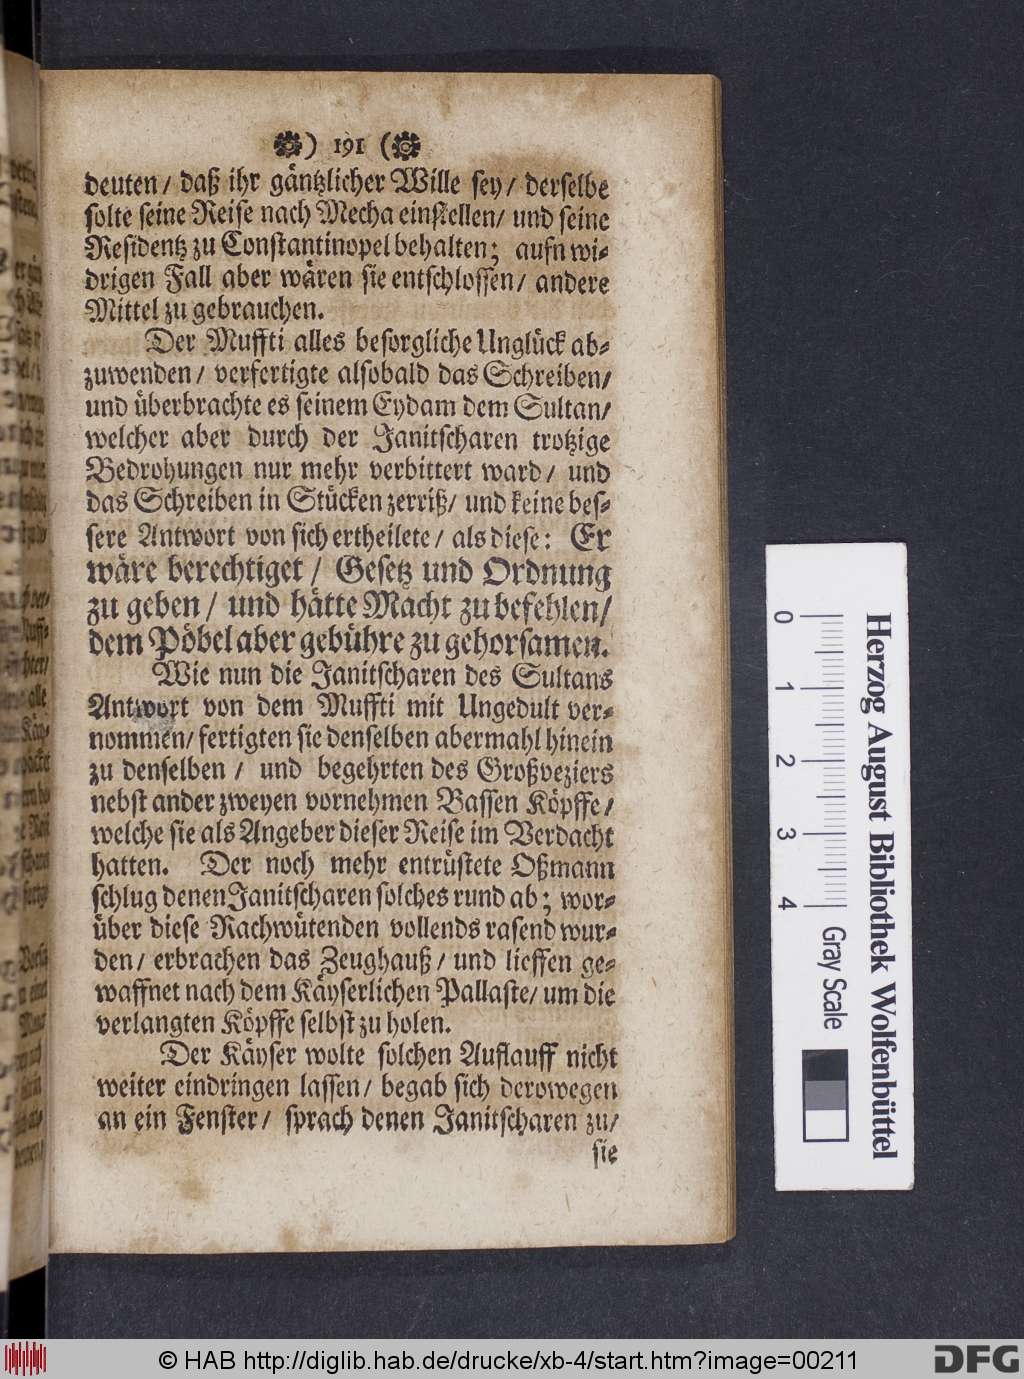 ) 191 (
deuten / daß ihr gäntzlicher Wille sey / derselbe
solte seine Reise nach Mecha einstellen / und seine
Residentz zu Constantinopel behalten; aufn wi-
drigen Fall aber wären sie entschlossen / andere
Mittel zu gebrauchen.
Der Muffti alles besorgliche Unglück ab-
zuwenden / verfertigte alsobald das Schreiben /
und überbrachte es seinem Eydam dem Sultan /
welcher aber durch der Janitscharen trotzige
Bedrohungen nur mehr verbittert ward / und
das Schreiben in Stücken zerriß / und keine bes-
sere Antwort von sich ertheilete / als diese: Er
wäre berechtiget / Gesetz und Ordnung
zu geben / und hätte Macht zu befehlen /
dem Pöbel aber gebühre zu gehorsamen.
Wie nun die Janitscharen des Sultans
Antwort von dem Muffti mit Ungedult ver-
nommen / fertigten sie denselben abermahl hinein
zu denselben / und begehrten des Großveziers
nebst ander zweyen vornehmen Bassen Köpffe /
welche sie als Angeber dieser Reise im Verdacht
hatten. Der noch mehr entrüstete Oßmann
schlug denen Janitscharen solches rund ab; wor-
über diese Rachwütenden vollends rasend wur-
den / erbrachen das Zeughauß / und lieffen ge-
waffnet nach dem Käyserlichen Pallaste / um die
verlangten Köpffe selbst zu holen.
Der Käyser wolte solchen Aufflauff nicht
weiter eindringen lassen / begab sich derowegen
an ein Fenster / sprach denen Janitscharen zu /
sie
0 1 2 3 4 Gray Scale
Herzog August Bibliothek Wolfenbüttel
© HAB http://diglib.hab.de/drucke/xb-4/start.htm?image=00211
DFG